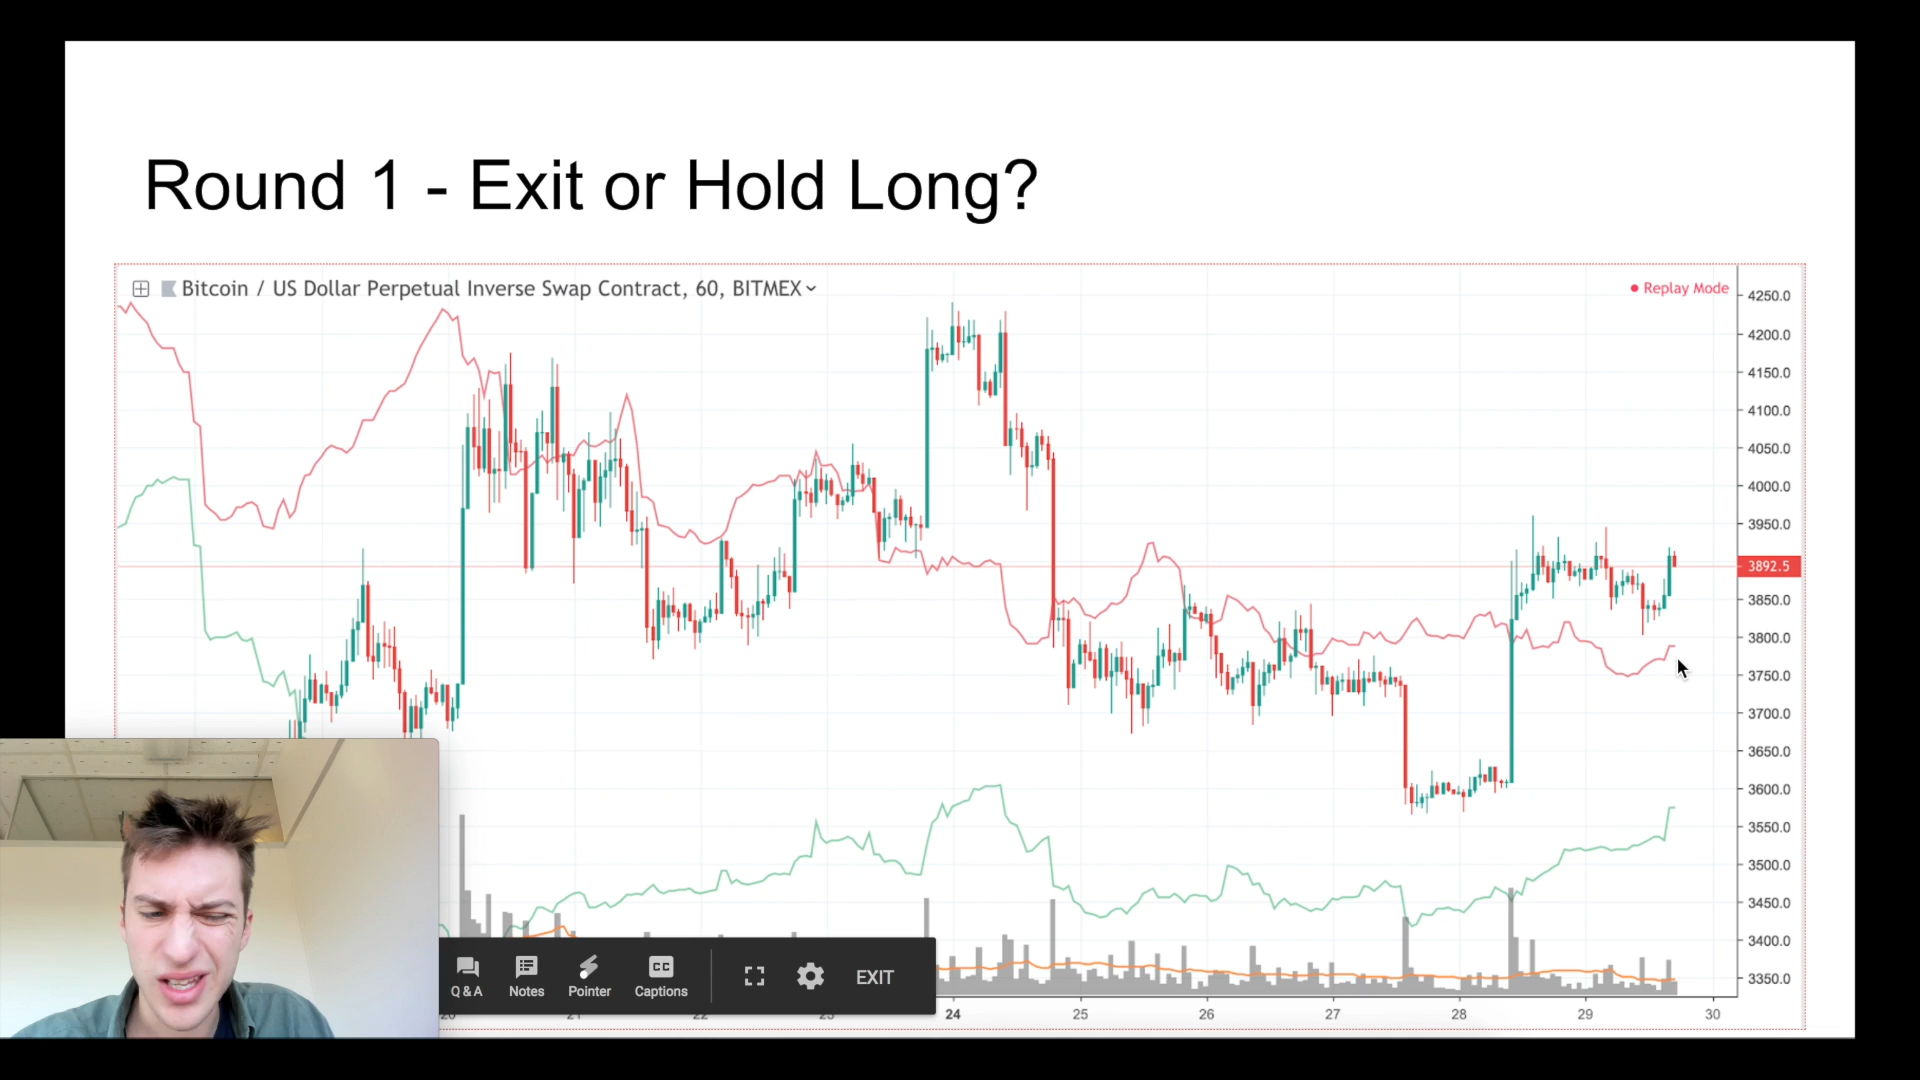 Round 1 - Exit or Hold Long?
Bitcoin / US Dollar Perpetual Inverse Swap Contract, 60, BITMEX
Replay Mode
4250.0
4200.0
4150.0
4100.0
4050.0
4000.0
3950.0
3892.5
3850.0
3800.0
3750.0
3700.0
3650.0
3600.0
3550.0
3500.0
3450.0
3400.0
3350.0
Q & A
Notes
Pointer
CC
Captions
EXIT
24 25 26 27 28 29 30